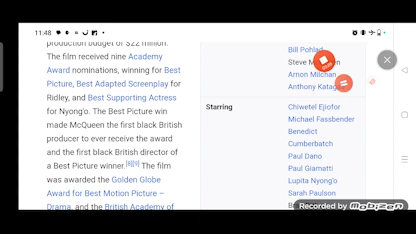 11:48
production budget of $22 million.
The film received nine Academy
Award nominations, winning for Best
Picture, Best Adapted Screenplay for
Ridley, and Best Supporting Actress
for Nyong'o. The Best Picture win
made McQueen the first black British
producer to ever receive the award
and the first black British director of
a Best Picture winner.[8][9] The film
was awarded the Golden Globe
Award for Best Motion Picture –
Drama, and the British Academy of
Bill Pohlad
Steve
Arnon Milchan
Anthony
Starring
Chiwetel Ejiofor
Michael Fassbender
Benedict
Cumberbatch
Paul Dano
Paul Giamatti
Lupita Nyong'o
Sarah Paulson
Recorded by Mobizen